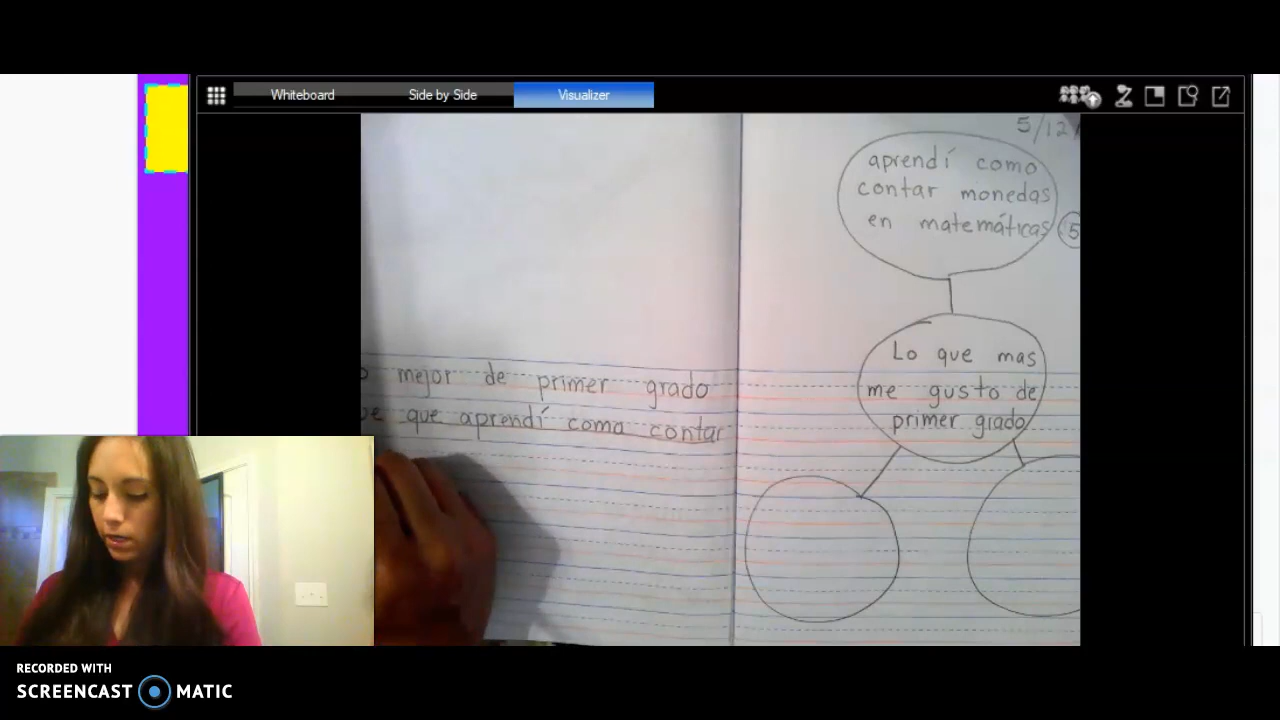 Whiteboard Side by Side Visualizer
5/12
aprendí como
contar monedas
en matemáticas
5
Lo que mas
me gusto de
primer grado
mejor de primer grado
que aprendí como contar
RECORDED WITH
SCREENCAST MATIC